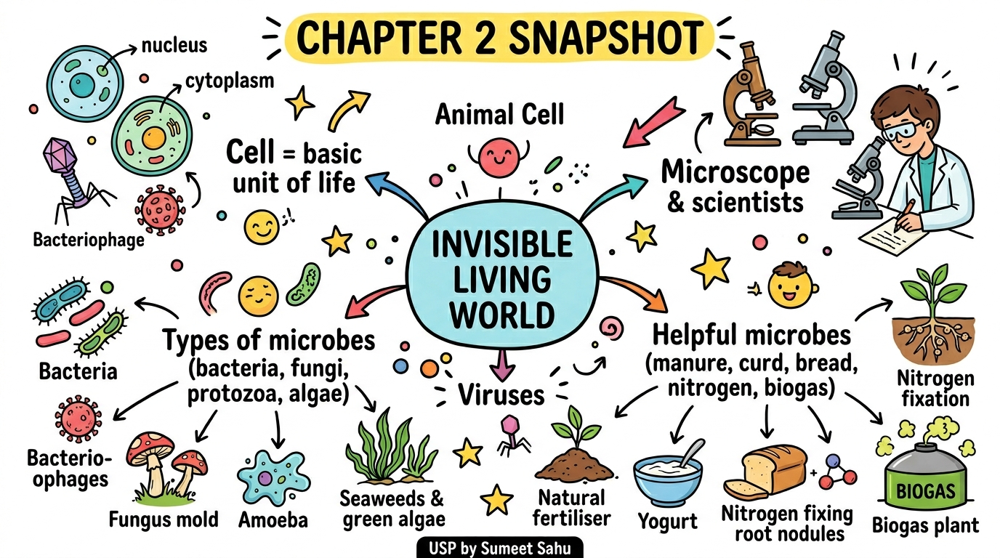 CHAPTER 2 SNAPSHOT
nucleus
cytoplasm
Bacteriophage
Cell = basic
unit of life
Animal Cell
Microscope
& scientists
INVISIBLE
LIVING
WORLD
Types of microbes
(bacteria, fungi,
protozoa, algae)
Bacteria
Bacterio-
ophages
Fungus mold
Amoeba
Seaweeds &
green algae
Viruses
Helpful microbes
(manure, curd, bread,
nitrogen, biogas)
Nitrogen
fixation
Natural
fertiliser
Yogurt
+
Nitrogen fixing
root nodules
3
BIOGAS
Biogas plant
USP by Sumeet Sahu